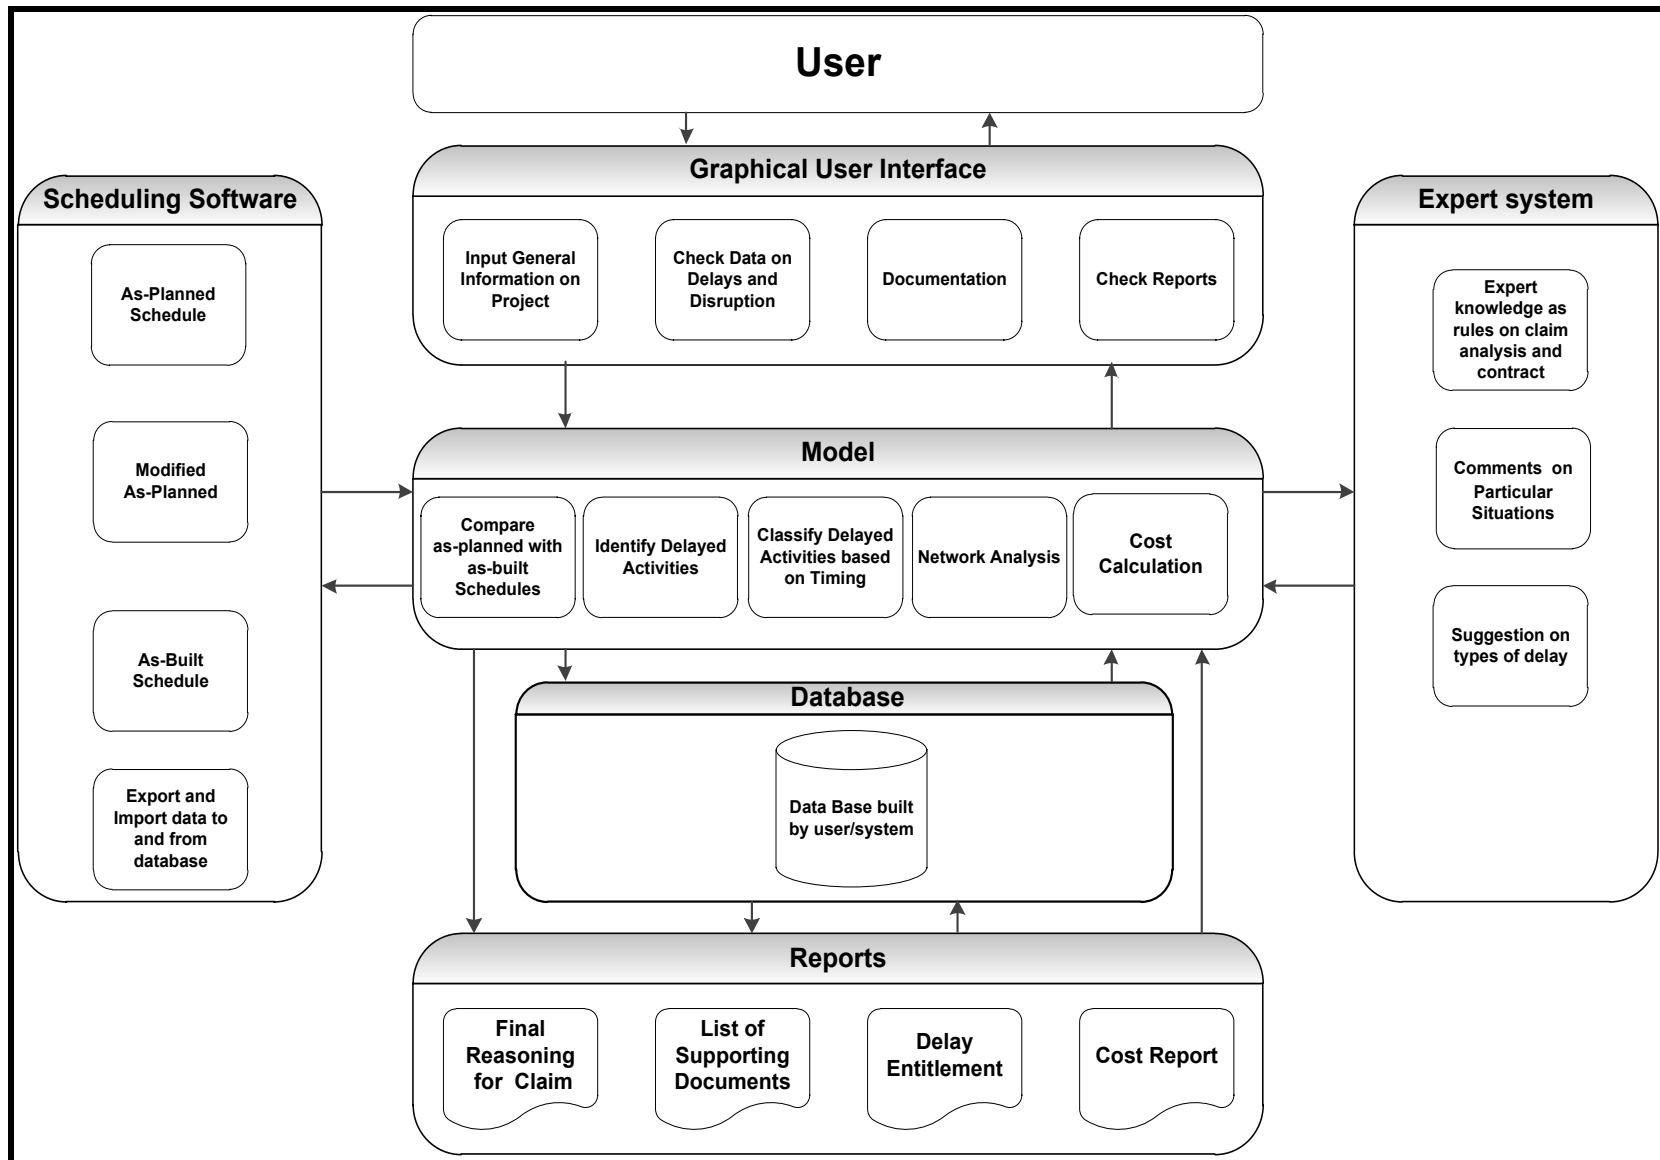 User
Graphical User Interface
Input General
Information on
Project
Check Data on
Delays and
Disruption
Documentation
Check Reports
Scheduling Software
As-Planned
Schedule
Modified
As-Planned
As-Built
Schedule
Export and
Import data to
and from
database
Model
Compare
as-planned with
as-built
Schedules
Identify Delayed
Activities
Classify Delayed
Activities based
on Timing
Network Analysis
Cost
Calculation
Expert system
Expert
knowledge as
rules on claim
analysis and
contract
Comments on
Particular
Situations
Suggestion on
types of delay
Database
Data Base built
by user/system
Reports
Final
Reasoning
for Claim
List of
Supporting
Documents
Delay
Entitlement
Cost Report